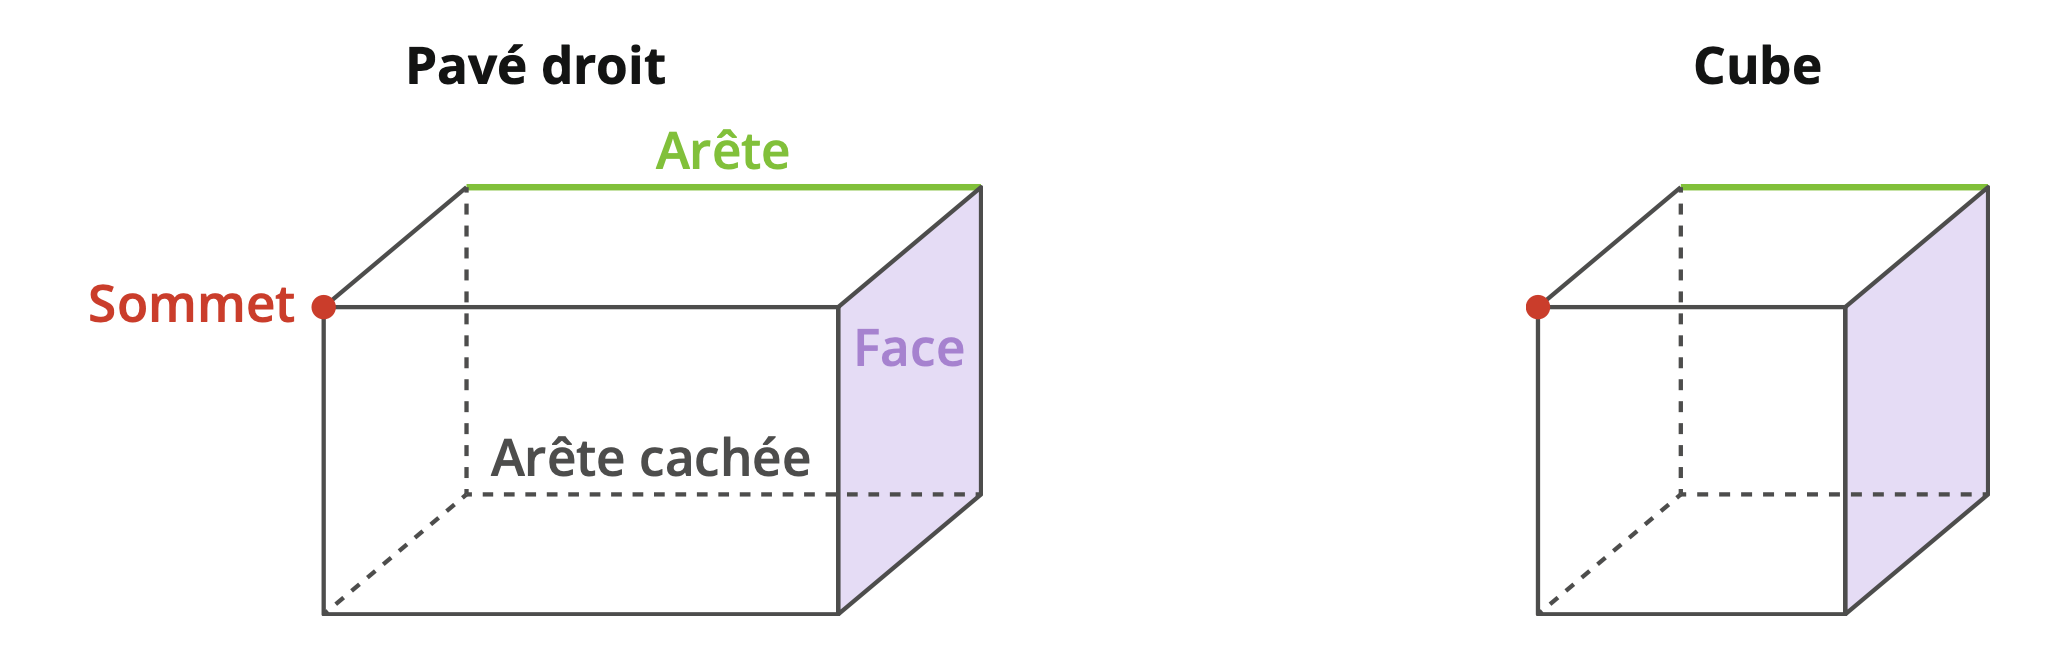 Pavé droit
Cube
Arête
Sommet
Face
Arête cachée